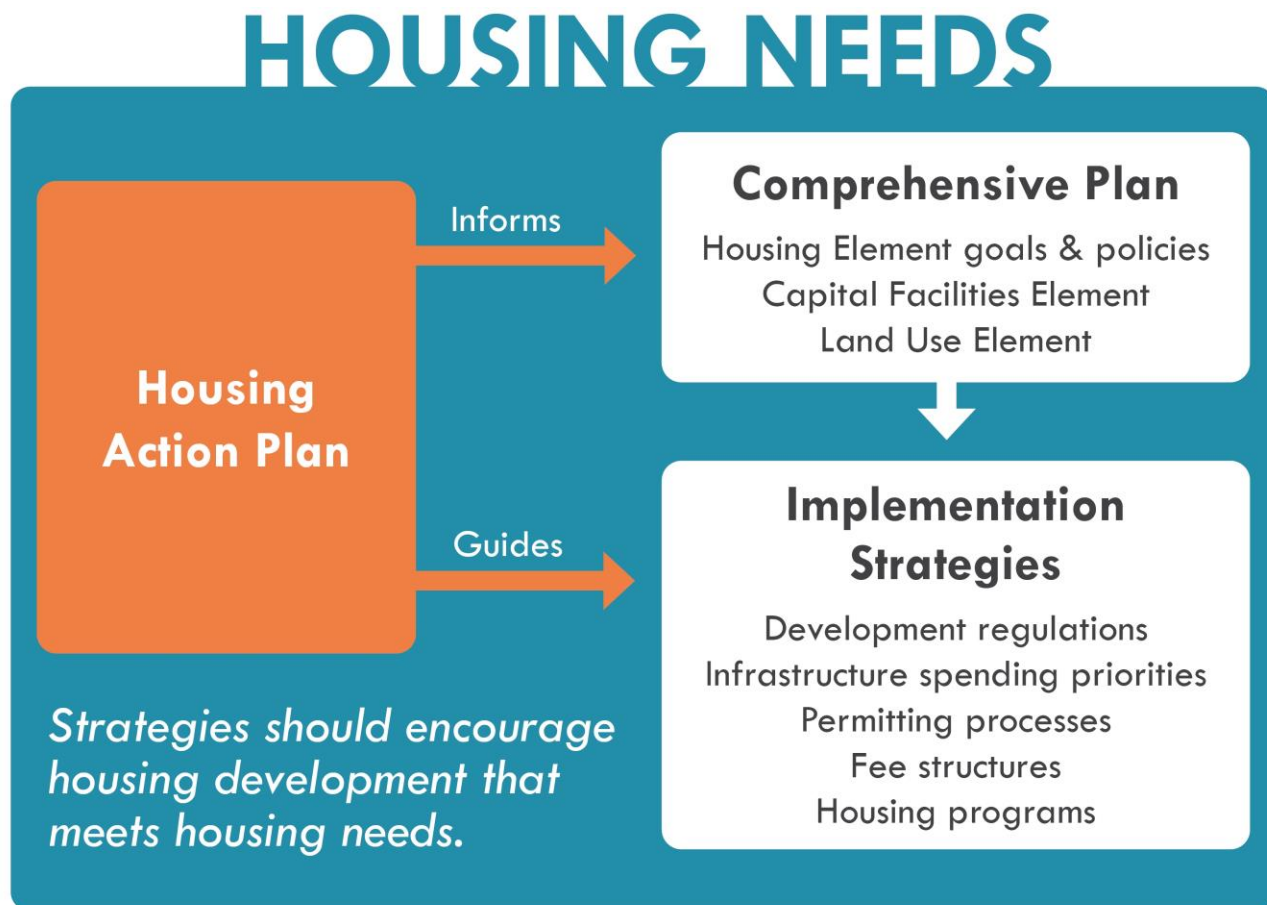 HOUSING NEEDS
Housing
Action Plan
Informs
Comprehensive Plan
Housing Element goals & policies
Capital Facilities Element
Land Use Element
Guides
Implementation
Strategies
Development regulations
Infrastructure spending priorities
Permitting processes
Fee structures
Housing programs
Strategies should encourage
housing development that
meets housing needs.